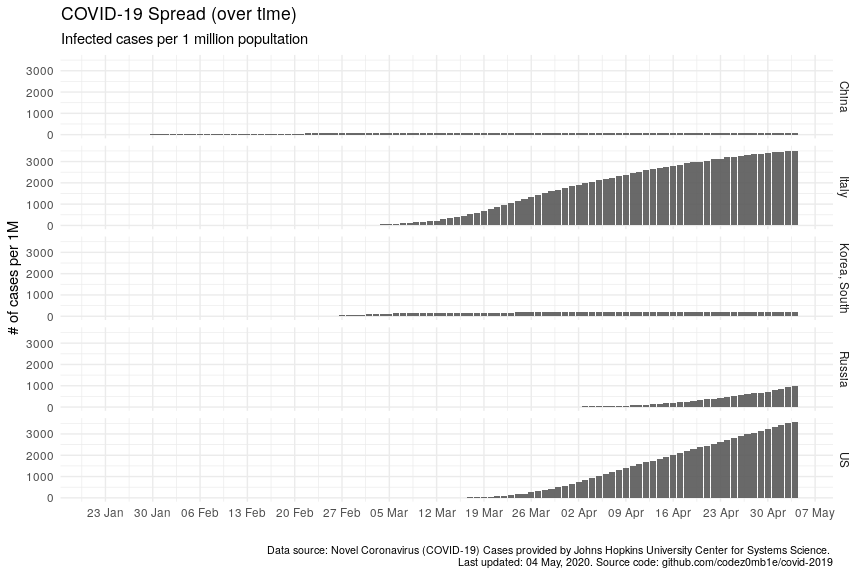 COVID-19 Spread (over time)
Infected cases per 1 million popultation
# of cases per 1M
3000
2000
1000
0
China
3000
2000
1000
0
Italy
3000
2000
1000
0
Korea, South
3000
2000
1000
0
Russia
3000
2000
1000
0
US
23 Jan 30 Jan 06 Feb 13 Feb 20 Feb 27 Feb 05 Mar 12 Mar 19 Mar 26 Mar 02 Apr 09 Apr 16 Apr 23 Apr 30 Apr 07 May
Data source: Novel Coronavirus (COVID-19) Cases provided by Johns Hopkins University Center for Systems Science.
Last updated: 04 May, 2020. Source code: github.com/codez0mb1e/covid-2019